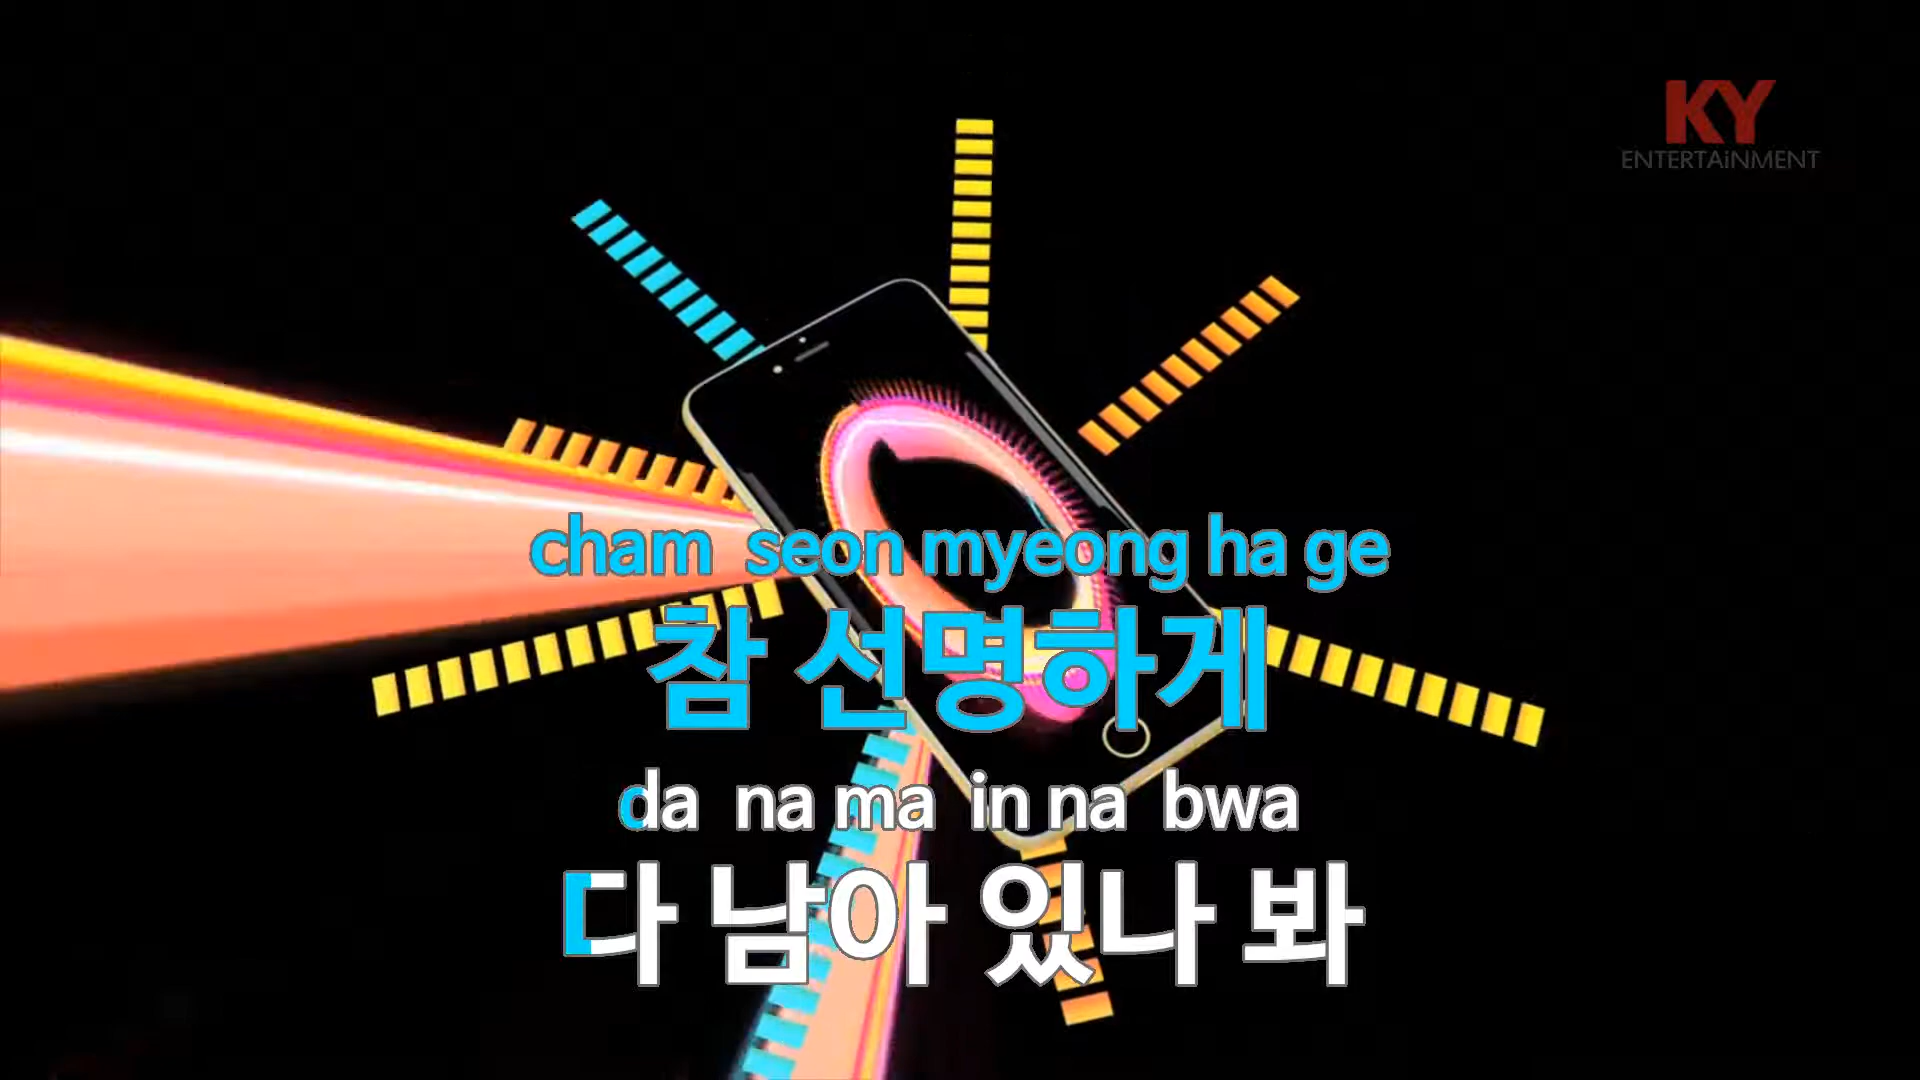 KY
ENTERTAiNMENT
cham seon myeong ha ge
참 선명하게
da na ma in na bwa
다 남아 있나 봐